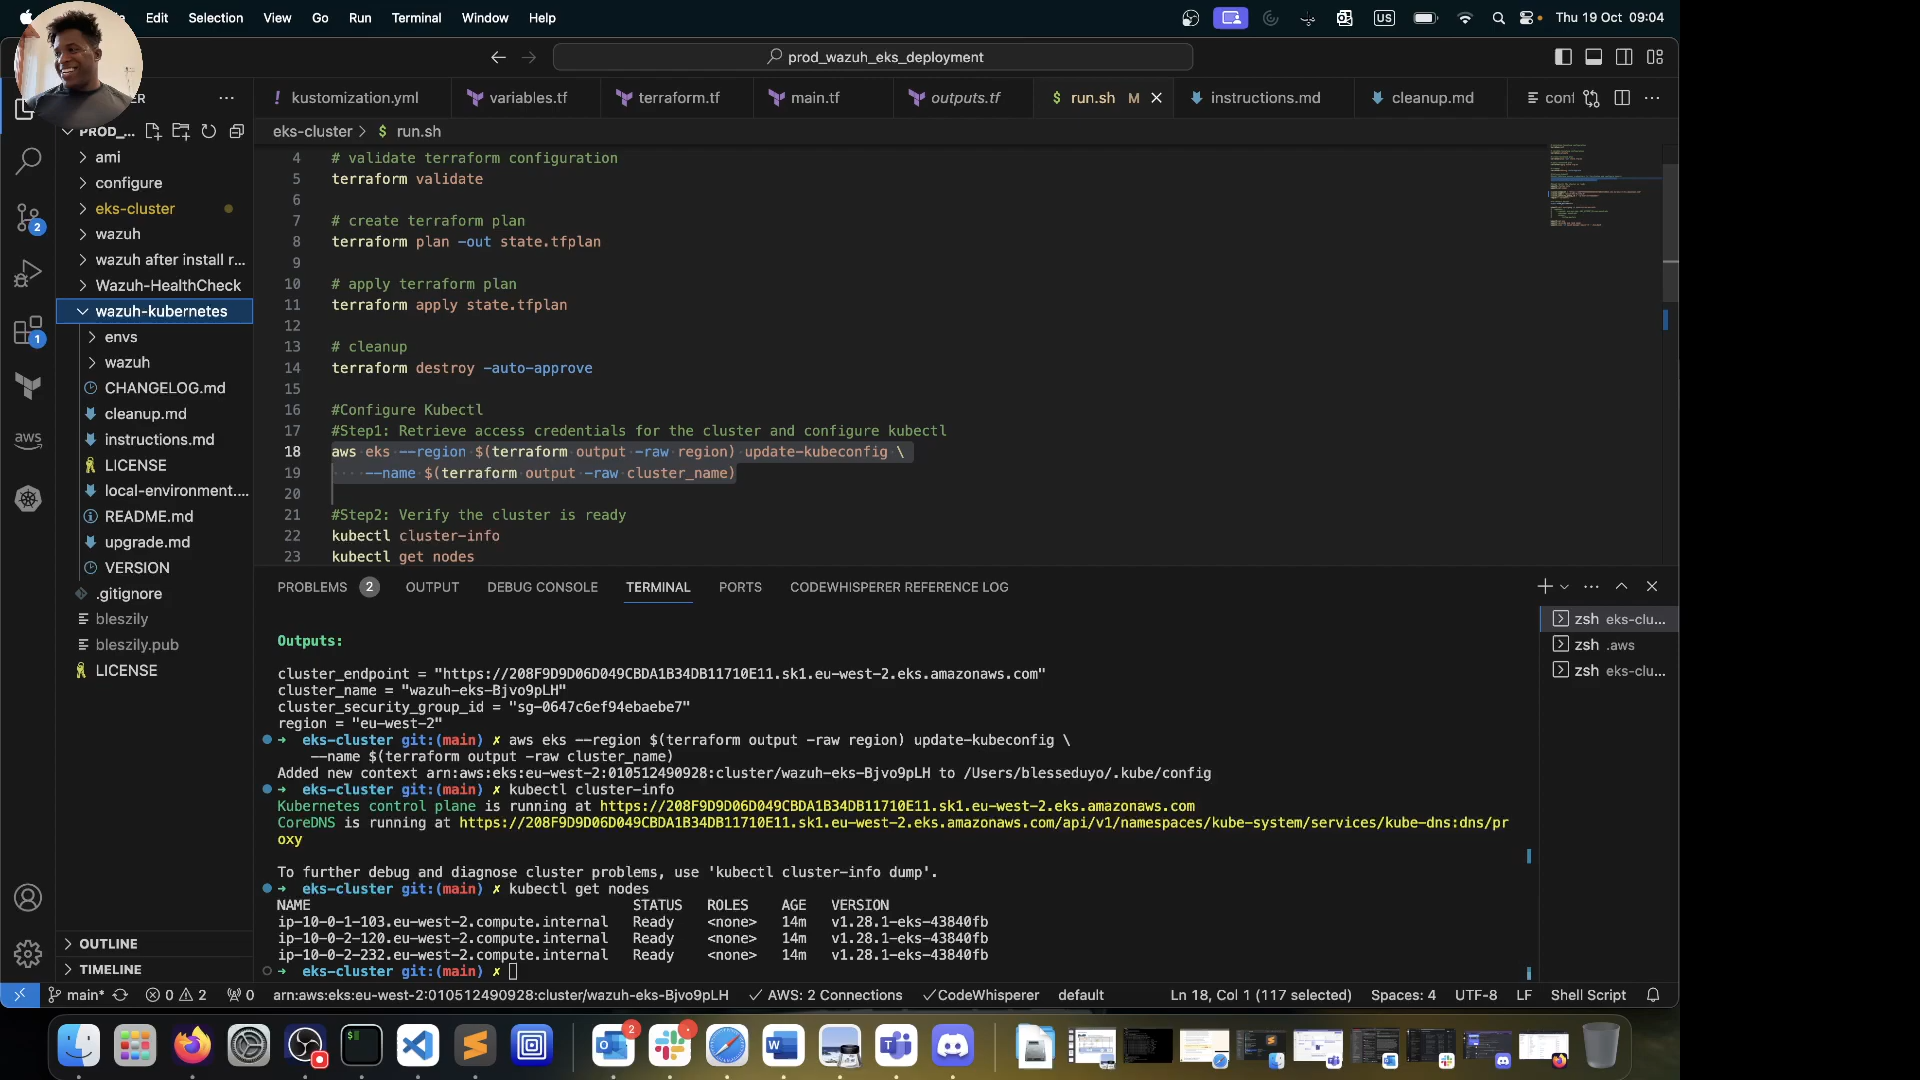 Edit Selection View Go Run Terminal Window Help
US
Thu 19 Oct 09:04
prod_wazuh_eks_deployment
kustomization.yml
variables.tf
terraform.tf
main.tf
outputs.tf
run.sh M
instructions.md
cleanup.md
eks-cluster > $ run.sh
PROD_...
ami
configure
eks-cluster
wazuh
wazuh after install r...
Wazuh-HealthCheck
wazuh-kubernetes
envs
wazuh
CHANGELOG.md
cleanup.md
instructions.md
LICENSE
local-environment....
README.md
upgrade.md
VERSION
.gitignore
bleszily
bleszily.pub
LICENSE
OUTLINE
TIMELINE
2
1
aws
4 # validate terraform configuration
5 terraform validate
6
7 # create terraform plan
8 terraform plan -out state.tfplan
9
10 # apply terraform plan
11 terraform apply state.tfplan
12
13 # cleanup
14 terraform destroy -auto-approve
15
16 #Configure Kubectl
17 #Step1: Retrieve access credentials for the cluster and configure kubectl
18 aws eks --region $(terraform output -raw region) update-kubeconfig \
19 --name $(terraform output -raw cluster_name)
20
21 #Step2: Verify the cluster is ready
22 kubectl cluster-info
23 kubectl get nodes
PROBLEMS 2 OUTPUT DEBUG CONSOLE TERMINAL PORTS CODEWHISPERER REFERENCE LOG
Outputs:
cluster_endpoint = "https://208F9D9D06D049CBDA1B34DB11710E11.sk1.eu-west-2.eks.amazonaws.com"
cluster_name = "wazuh-eks-Bjvo9pLH"
cluster_security_group_id = "sg-0647c6ef94ebaebe7"
region = "eu-west-2"
eks-cluster git:(main) ✗ aws eks --region $(terraform output -raw region) update-kubeconfig \
--name $(terraform output -raw cluster_name)
Added new context arn:aws:eks:eu-west-2:010512490928:cluster/wazuh-eks-Bjvo9pLH to /Users/blesseduyo/.kube/config
eks-cluster git:(main) ✗ kubectl cluster-info
Kubernetes control plane is running at https://208F9D9D06D049CBDA1B34DB11710E11.sk1.eu-west-2.eks.amazonaws.com
CoreDNS is running at https://208F9D9D06D049CBDA1B34DB11710E11.sk1.eu-west-2.eks.amazonaws.com/api/v1/namespaces/kube-system/services/kube-dns:dns/pr
oxy
To further debug and diagnose cluster problems, use 'kubectl cluster-info dump'.
eks-cluster git:(main) ✗ kubectl get nodes
NAME STATUS ROLES AGE VERSION
ip-10-0-1-103.eu-west-2.compute.internal Ready <none> 14m v1.28.1-eks-43840fb
ip-10-0-2-120.eu-west-2.compute.internal Ready <none> 14m v1.28.1-eks-43840fb
ip-10-0-2-232.eu-west-2.compute.internal Ready <none> 14m v1.28.1-eks-43840fb
eks-cluster git:(main) ✗
zsh eks-clu...
zsh .aws
zsh eks-clu...
main* 0 2 0 arn:aws:eks:eu-west-2:010512490928:cluster/wazuh-eks-Bjvo9pLH AWS: 2 Connections CodeWhisperer default Ln 18, Col 1 (117 selected) Spaces: 4 UTF-8 LF Shell Script
2